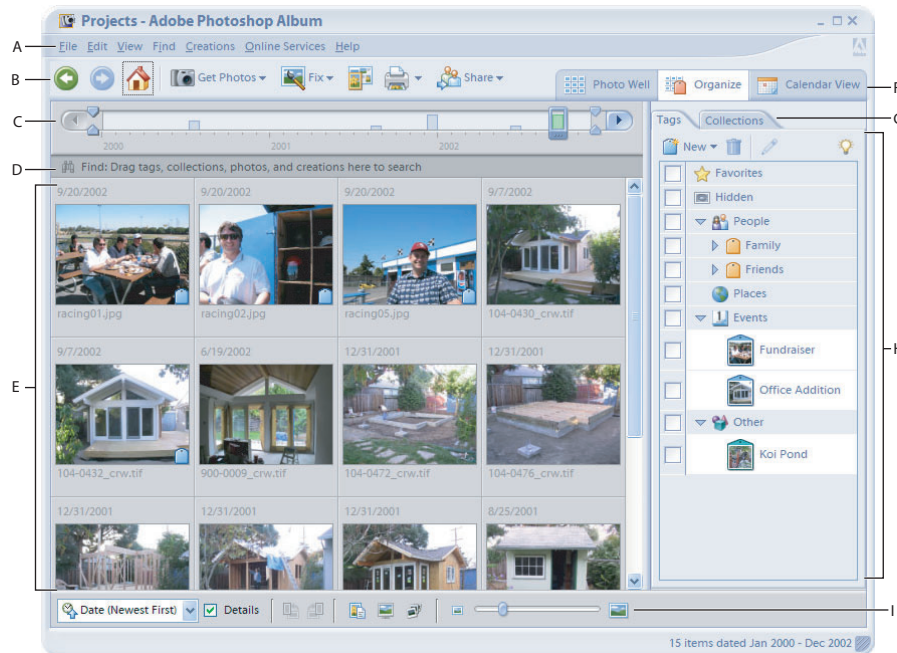 Projects - Adobe Photoshop Album
A
File Edit View Find Creations Online Services Help
B
Get Photos Fix Share
Photo Well Organize Calendar View
F
C
2000 2001 2002
Tags Collections
G
D
Find: Drag tags, collections, photos, and creations here to search
New
9/20/2002 9/20/2002 9/20/2002 9/7/2002
racing01.jpg racing02.jpg racing05.jpg 104-0430_crw.tif
9/7/2002 6/19/2002 12/31/2001 12/31/2001
104-0432_crw.tif 900-0009_crw.tif 104-0472_crw.tif 104-0476_crw.tif
12/31/2001 12/31/2001 12/31/2001 8/25/2001
E
Favorites
Hidden
People
Family
Friends
Places
Events
Fundraiser
Office Addition
Other
Koi Pond
H
Date (Newest First) Details
I
15 items dated Jan 2000 - Dec 2002